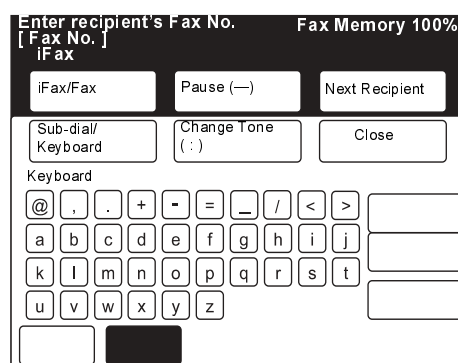 Enter recipient's Fax No. Fax Memory 100%
[ Fax No. ]
iFax
iFax/Fax Pause (—) Next Recipient
Sub-dial/ Change Tone Close
Keyboard ( : )
Keyboard
@ , . + - = _ / < >
a b c d e f g h i j
k l m n o p q r s t
u v w x y z